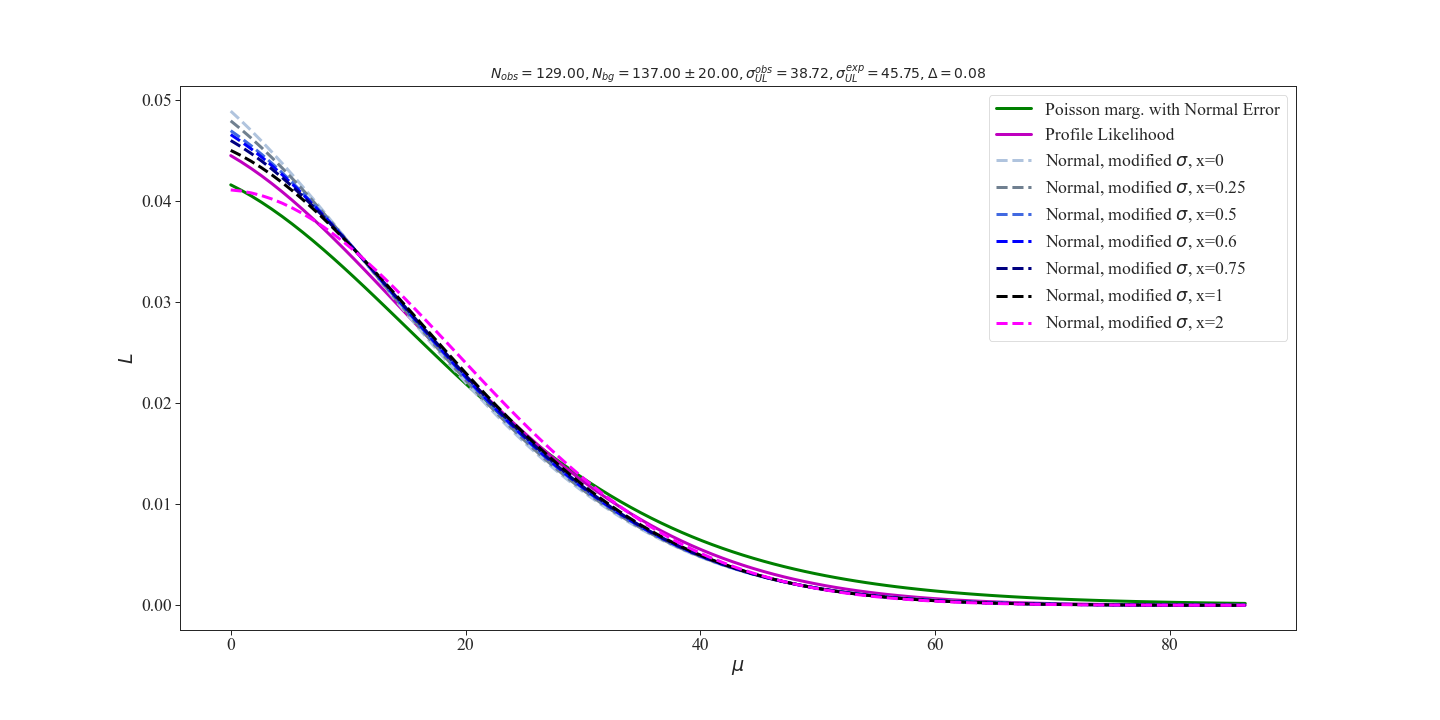 N_obs = 129.00, N_bg = 137.00 ± 20.00, σ_UL^obs = 38.72, σ_UL^exp = 45.75, Δ = 0.08
Poisson marg. with Normal Error
Profile Likelihood
Normal, modified σ, x=0
Normal, modified σ, x=0.25
Normal, modified σ, x=0.5
Normal, modified σ, x=0.6
Normal, modified σ, x=0.75
Normal, modified σ, x=1
Normal, modified σ, x=2
0.05
0.04
0.03
0.02
0.01
0.00
L
0 20 40 60 80
μ